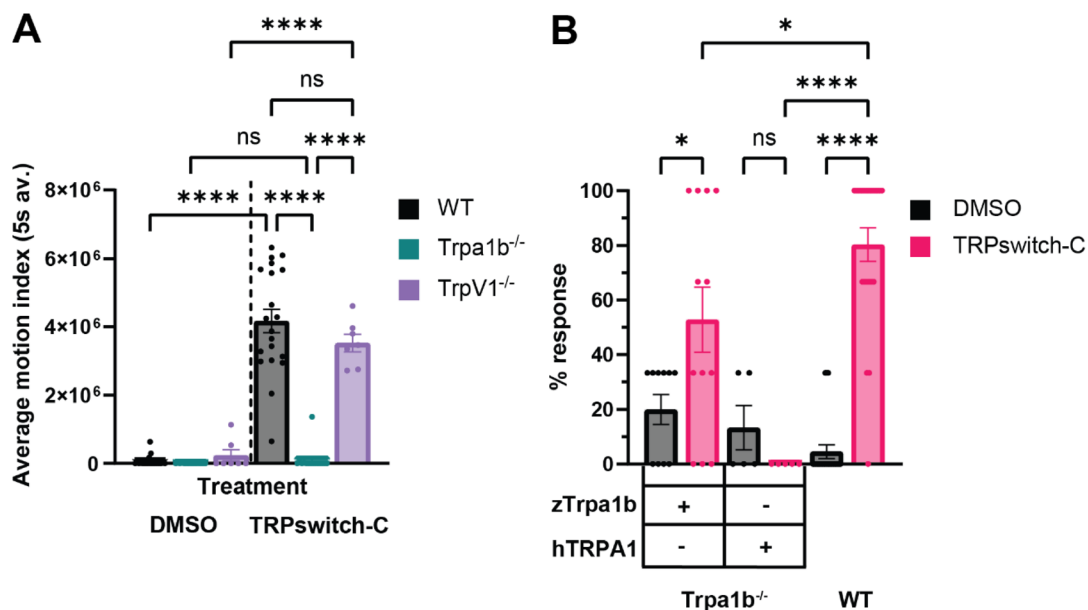 A
****
ns
ns
****
****
****
Average motion index (5s av.)
8×10⁶
6×10⁶
4×10⁶
2×10⁶
0
WT
Trpa1b⁻/⁻
TrpV1⁻/⁻
Treatment
DMSO
TRPswitch-C
B
*
****
*
ns
****
% response
100
80
60
40
20
0
DMSO
TRPswitch-C
zTrpa1b + -
hTRPA1 - +
Trpa1b⁻/⁻ WT